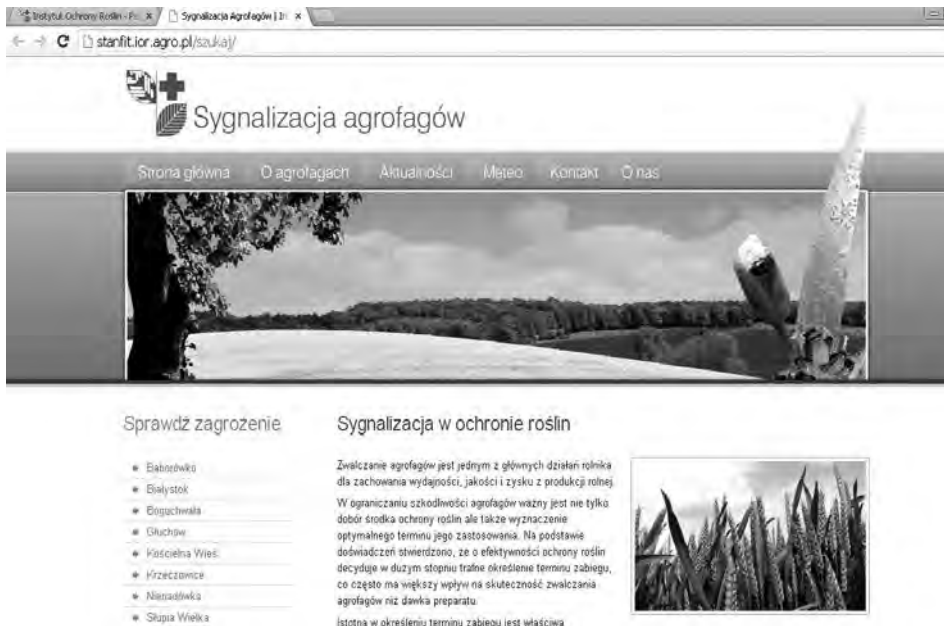 Instytut Ochrony Roślin - Pa
Sygnalizacja Agrofagów | In
stanfit.ior.agro.pl/szukaj/
Sygnalizacja agrofagów
Strona główna O agrofagach Aktualności Meteo Kontakt O nas
Sprawdź zagrożenie
Baborówko
Białystok
Boguchwała
Głuchów
Kościelna Wieś
Krzeczowice
Nienadówka
Słupia Wielka
Sygnalizacja w ochronie roślin
Zwalczanie agrofagów jest jednym z głównych działań rolnika
dla zachowania wydajności, jakości i zysku z produkcji rolnej.
W ograniczaniu szkodliwości agrofagów ważny jest nie tylko
dobór środka ochrony roślin ale także wyznaczenie
optymalnego terminu jego zastosowania. Na podstawie
doświadczeń stwierdzono, że o efektywności ochrony roślin
decyduje w dużym stopniu trafne określenie terminu zabiegu,
co często ma większy wpływ na skuteczność zwalczania
agrofagów niż dawka preparatu.
Istotna w określeniu terminu zabiegu jest właściwa